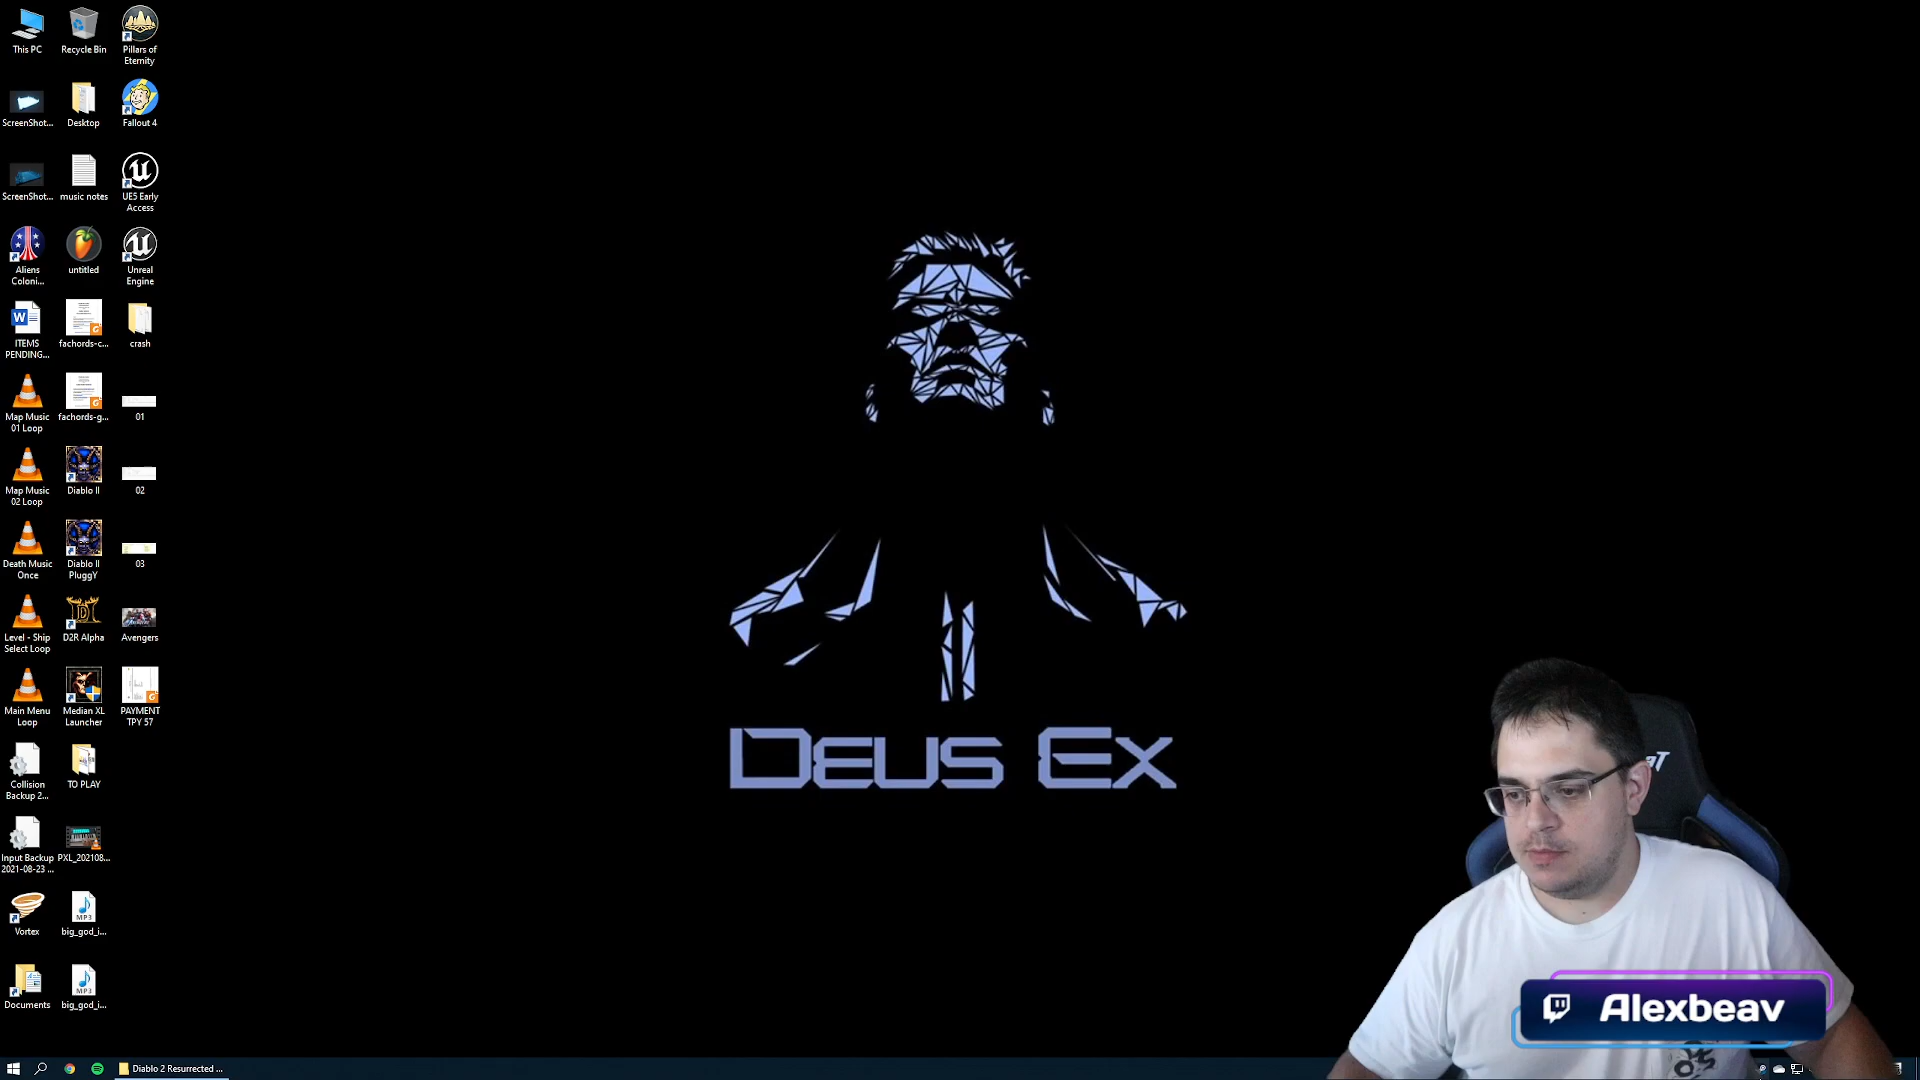 This PC
Recycle Bin
Pillars of
Eternity
ScreenShot...
Desktop
Fallout 4
ScreenShot...
music notes
UE5 Early
Access
Aliens
Coloni...
untitled
Unreal
Engine
ITEMS
PENDING...
fachords-c...
crash
Map Music
01 Loop
fachords-g...
01
Map Music
02 Loop
Diablo II
02
Death Music
Once
Diablo II
PluggY
03
Level - Ship
Select Loop
D2R Alpha
Avengers
Main Menu
Loop
Median XL
Launcher
PAYMENT
TPY 57
Collision
Backup 2...
TO PLAY
Input Backup
2021-08-23 ...
PXL_202108...
Vortex
MP3
big_god_i...
Documents
MP3
big_god_i...
DEUS EX
Alexbeav
Diablo 2 Resurrected ...